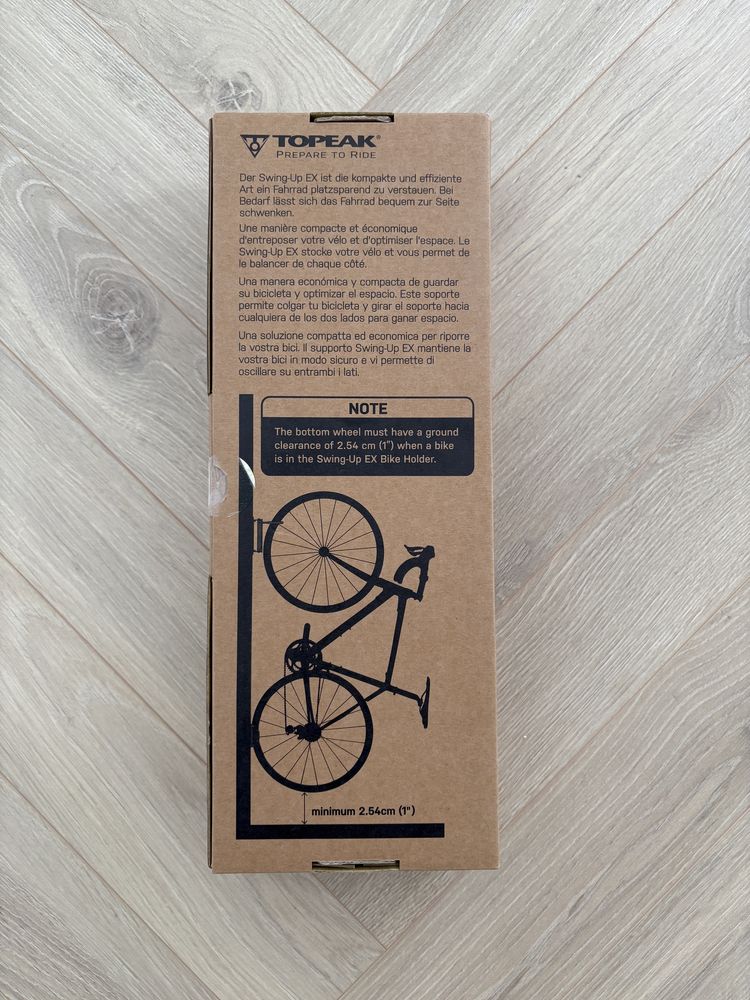 TOPEAK®
PREPARE TO RIDE
Der Swing-Up EX ist die kompakte und effiziente
Art ein Fahrrad platzsparend zu verstauen. Bei
Bedarf lässt sich das Fahrrad bequem zur Seite
schwenken.
Une manière compacte et économique
d'entreposer votre vélo et d'optimiser l'espace. Le
Swing-Up EX stocke votre vélo et vous permet de
le balancer de chaque côté.
Una manera económica y compacta de guardar
su bicicleta y optimizar el espacio. Este soporte
permite colgar tu bicicleta y girar el soporte hacia
cualquiera de los dos lados para ganar espacio.
Una soluzione compatta ed economica per riporre
la vostra bici. Il supporto Swing-Up EX mantiene la
vostra bici in modo sicuro e vi permette di
oscillare su entrambi i lati.
NOTE
The bottom wheel must have a ground
clearance of 2.54 cm (1") when a bike
is in the Swing-Up EX Bike Holder.
minimum 2.54cm (1")